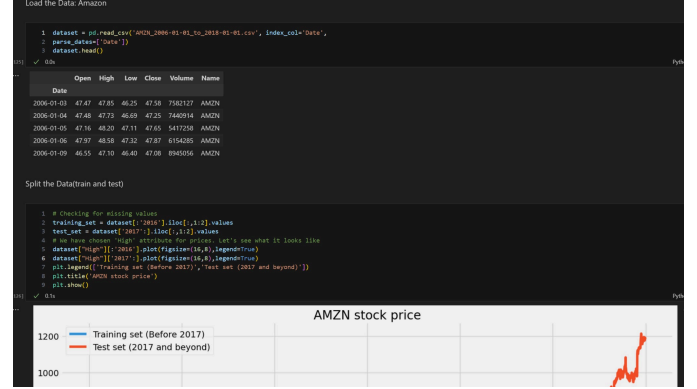 Load the Data: Amazon
1 dataset = pd.read_csv('AMZN_2006-01-01_to_2018-01-01.csv', index_col='Date',
2 parse_dates=['Date'])
3 dataset.head()
✓ 0.0s
Open High Low Close Volume Name
Date
2006-01-03 47.47 47.85 46.25 47.58 7582127 AMZN
2006-01-04 47.48 47.73 46.69 47.25 7440914 AMZN
2006-01-05 47.16 48.20 47.11 47.65 5417258 AMZN
2006-01-06 47.97 48.58 47.32 47.87 6154285 AMZN
2006-01-09 46.55 47.10 46.40 47.08 8945056 AMZN
Split the Data(train and test)
1 # Checking for missing values
2 training_set = dataset[:'2016'].iloc[:,1:2].values
3 test_set = dataset['2017':].iloc[:,1:2].values
4 # We have chosen 'High' attribute for prices. Let's see what it looks like
5 dataset["High"][:'2016'].plot(figsize=(16,8),legend=True)
6 dataset["High"]['2017':].plot(figsize=(16,8),legend=True)
7 plt.legend(['Training set (Before 2017)','Test set (2017 and beyond)'])
8 plt.title('AMZN stock price')
9 plt.show()
✓ 0.1s
AMZN stock price
Training set (Before 2017)
Test set (2017 and beyond)
1200
1000